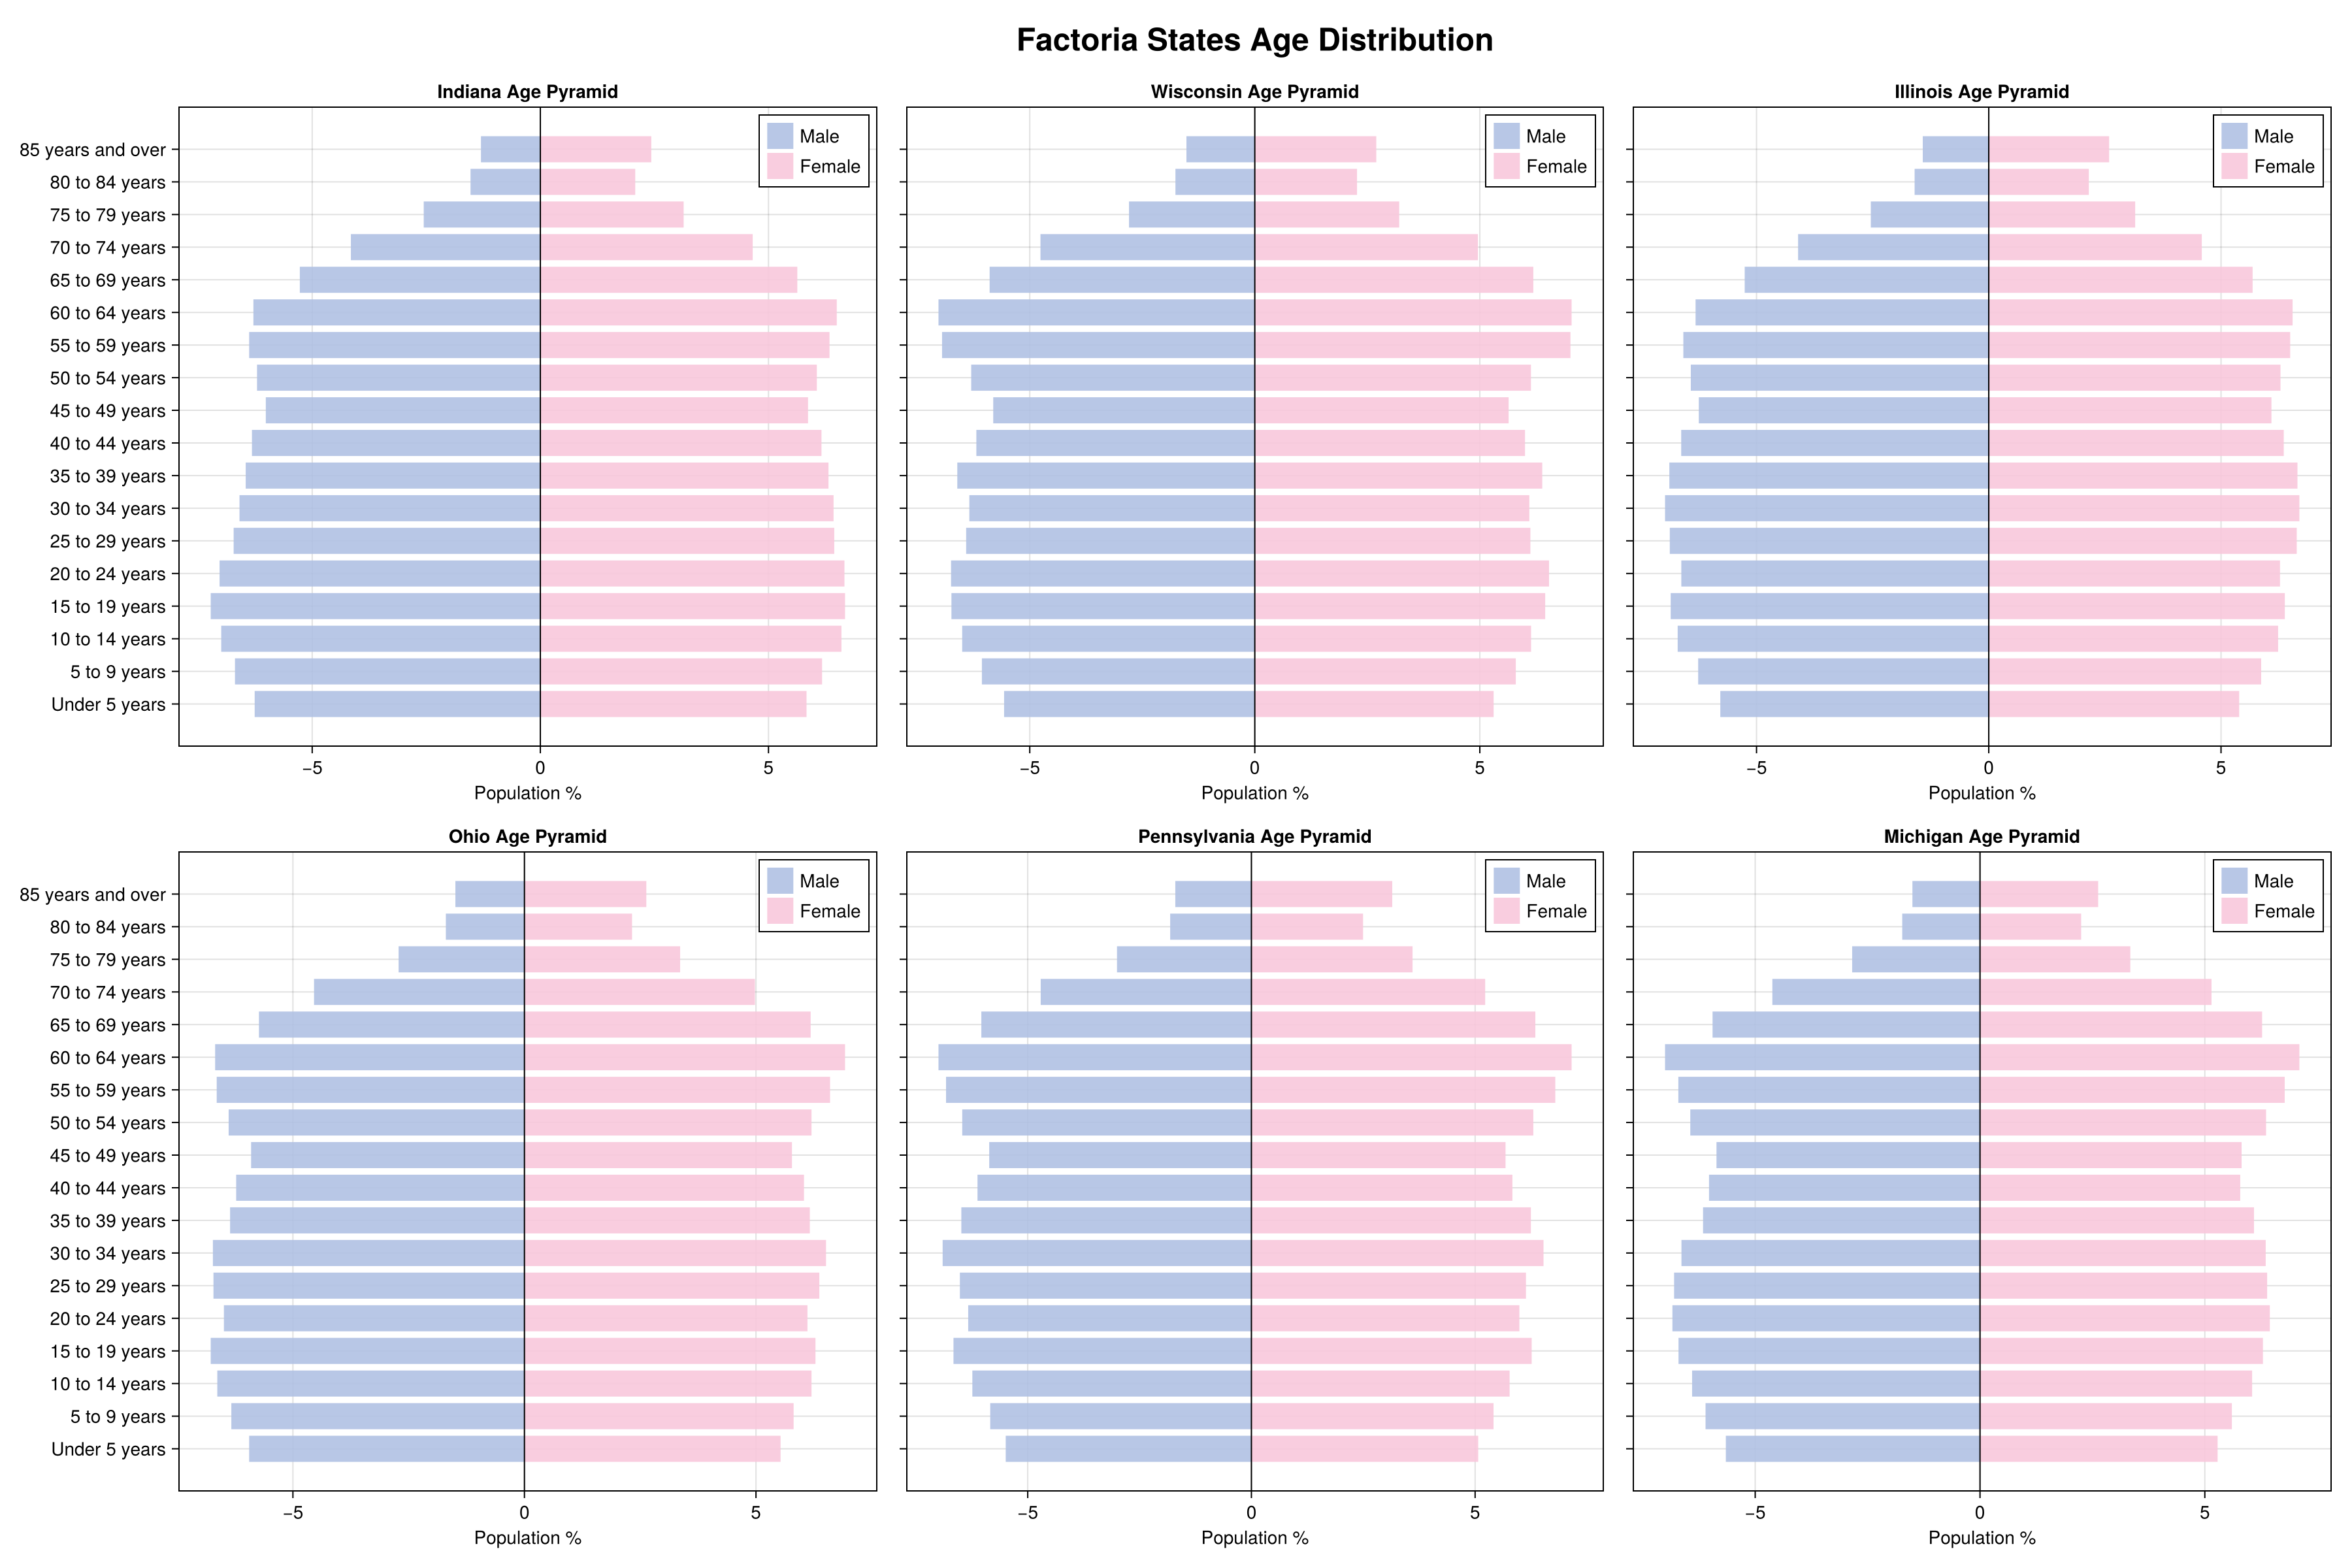 Factoria States Age Distribution
Indiana Age Pyramid
Male
Female
85 years and over
80 to 84 years
75 to 79 years
70 to 74 years
65 to 69 years
60 to 64 years
55 to 59 years
50 to 54 years
45 to 49 years
40 to 44 years
35 to 39 years
30 to 34 years
25 to 29 years
20 to 24 years
15 to 19 years
10 to 14 years
5 to 9 years
Under 5 years
−5 0 5
Population %
Wisconsin Age Pyramid
Male
Female
−5 0 5
Population %
Illinois Age Pyramid
Male
Female
−5 0 5
Population %
Ohio Age Pyramid
Male
Female
85 years and over
80 to 84 years
75 to 79 years
70 to 74 years
65 to 69 years
60 to 64 years
55 to 59 years
50 to 54 years
45 to 49 years
40 to 44 years
35 to 39 years
30 to 34 years
25 to 29 years
20 to 24 years
15 to 19 years
10 to 14 years
5 to 9 years
Under 5 years
−5 0 5
Population %
Pennsylvania Age Pyramid
Male
Female
−5 0 5
Population %
Michigan Age Pyramid
Male
Female
−5 0 5
Population %